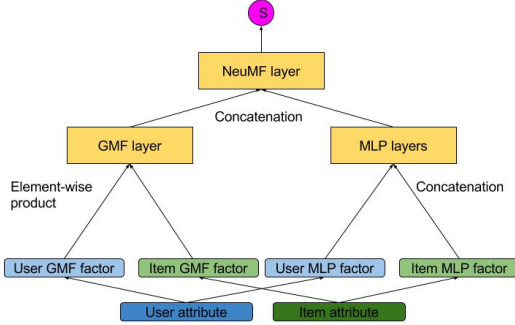 S
NeuMF layer
Concatenation
GMF layer
MLP layers
Element-wise
product
Concatenation
User GMF factor
Item GMF factor
User MLP factor
Item MLP factor
User attribute
Item attribute